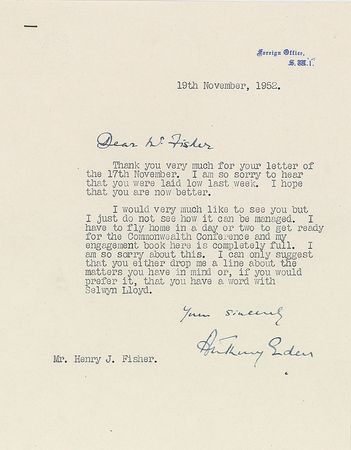 Foreign Office,
S.W.1.
19th November, 1952.
Dear Mr Fisher
Thank you very much for your letter of
the 17th November. I am so sorry to hear
that you were laid low last week. I hope
that you are now better.
I would very much like to see you but
I just do not see how it can be managed. I
have to fly home in a day or two to get ready
for the Commonwealth Conference and my
engagement book here is completely full. I
am so sorry about this. I can only suggest
that you either drop me a line about the
matters you have in mind or, if you would
prefer it, that you have a word with
Selwyn Lloyd.
Yours sincerely
Anthony Eden
Mr. Henry J. Fisher.